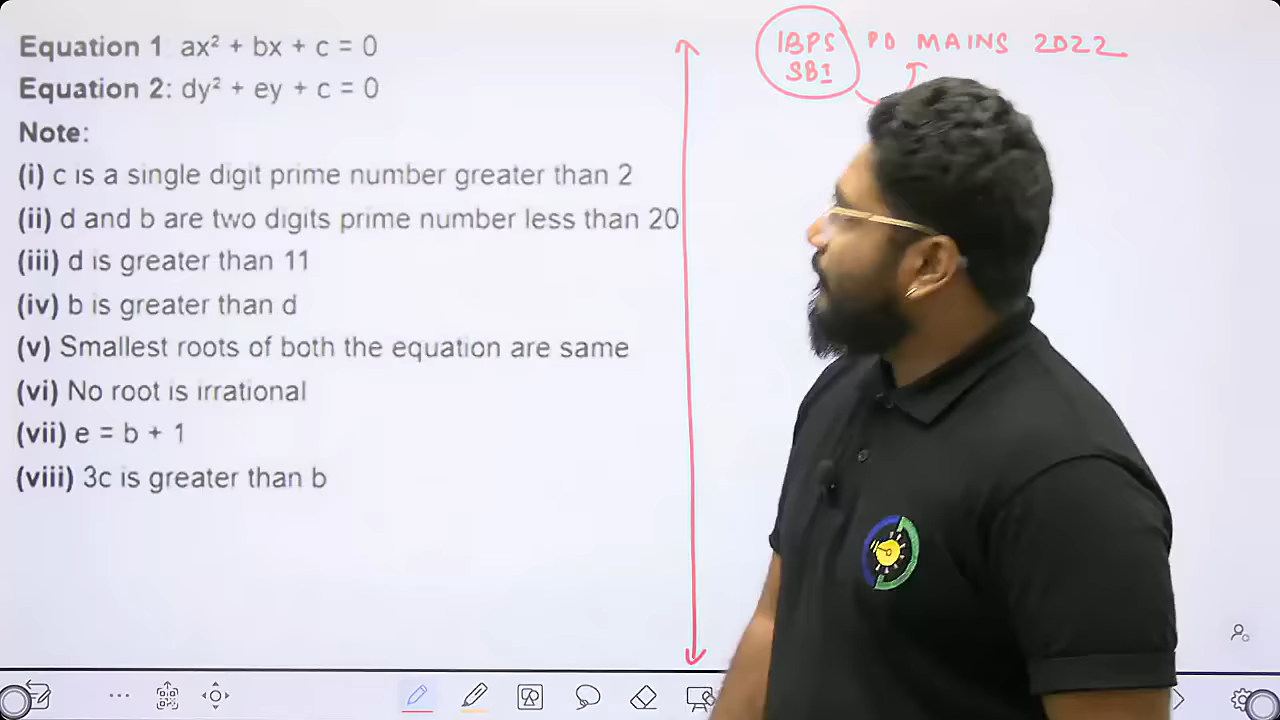 Equation 1 ax² + bx + c = 0
Equation 2: dy² + ey + c = 0
Note:
(i) c is a single digit prime number greater than 2
(ii) d and b are two digits prime number less than 20
(iii) d is greater than 11
(iv) b is greater than d
(v) Smallest roots of both the equation are same
(vi) No root is irrational
(vii) e = b + 1
(viii) 3c is greater than b
IBPS PO MAINS 2022
SBI